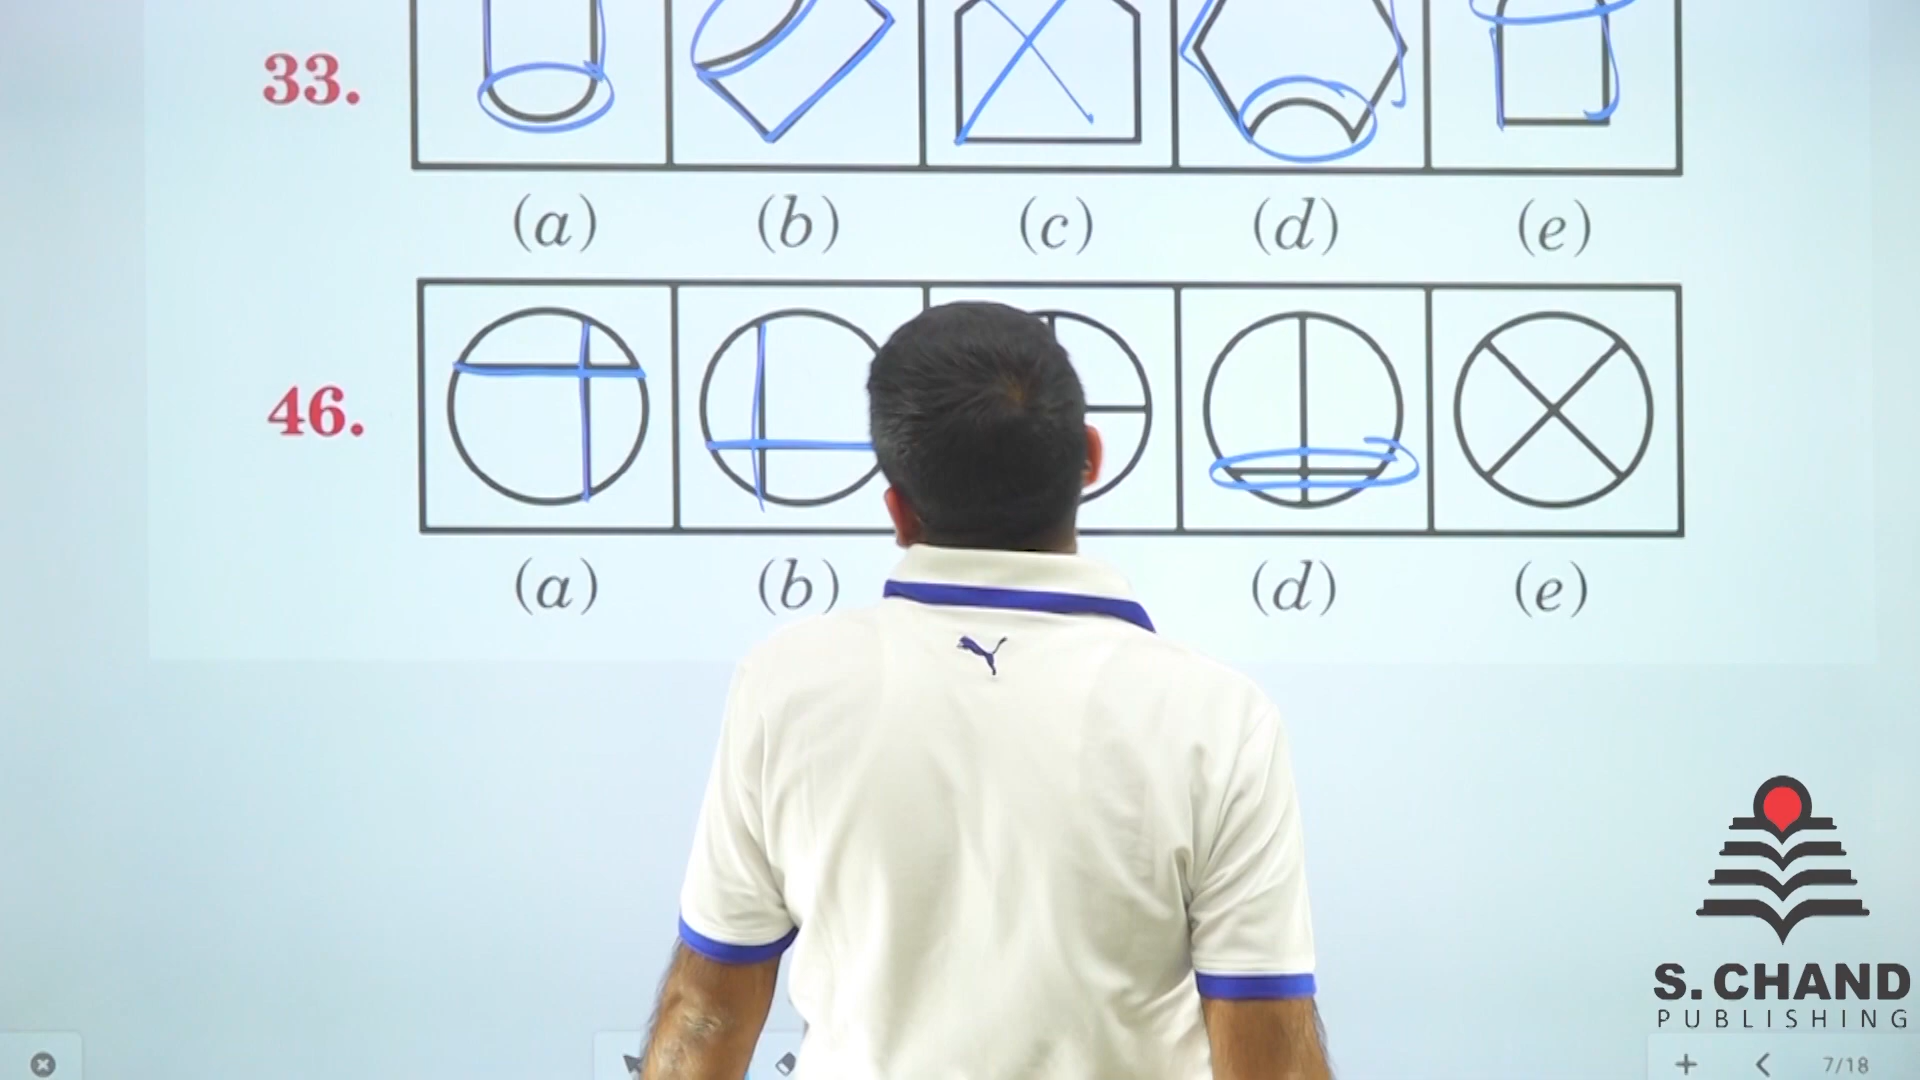 33.
(a) (b) (c) (d) (e)
46.
(a) (b) (d) (e)
S. CHAND
PUBLISHING
7/18